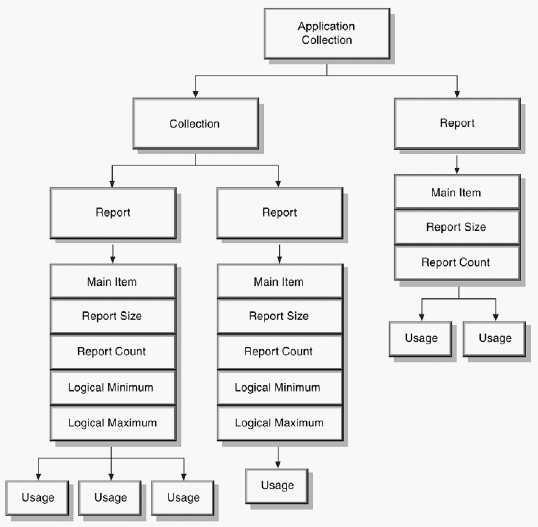 Application
Collection
Collection
Report
Report
Report
Main Item
Report Size
Report Count
Main Item
Report Size
Report Count
Logical Minimum
Logical Maximum
Main Item
Report Size
Report Count
Logical Minimum
Logical Maximum
Usage
Usage
Usage
Usage
Usage
Usage